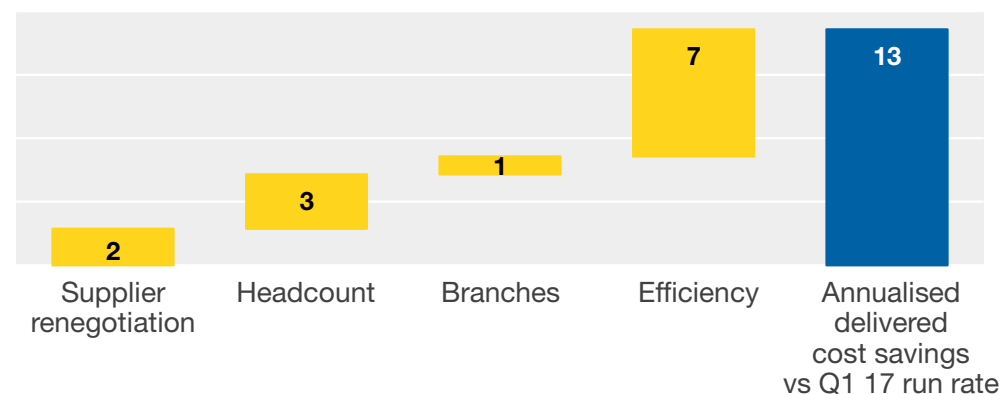 2
3
1
7
13
Supplier
renegotiation
Headcount
Branches
Efficiency
Annualised
delivered
cost savings
vs Q1 17 run rate